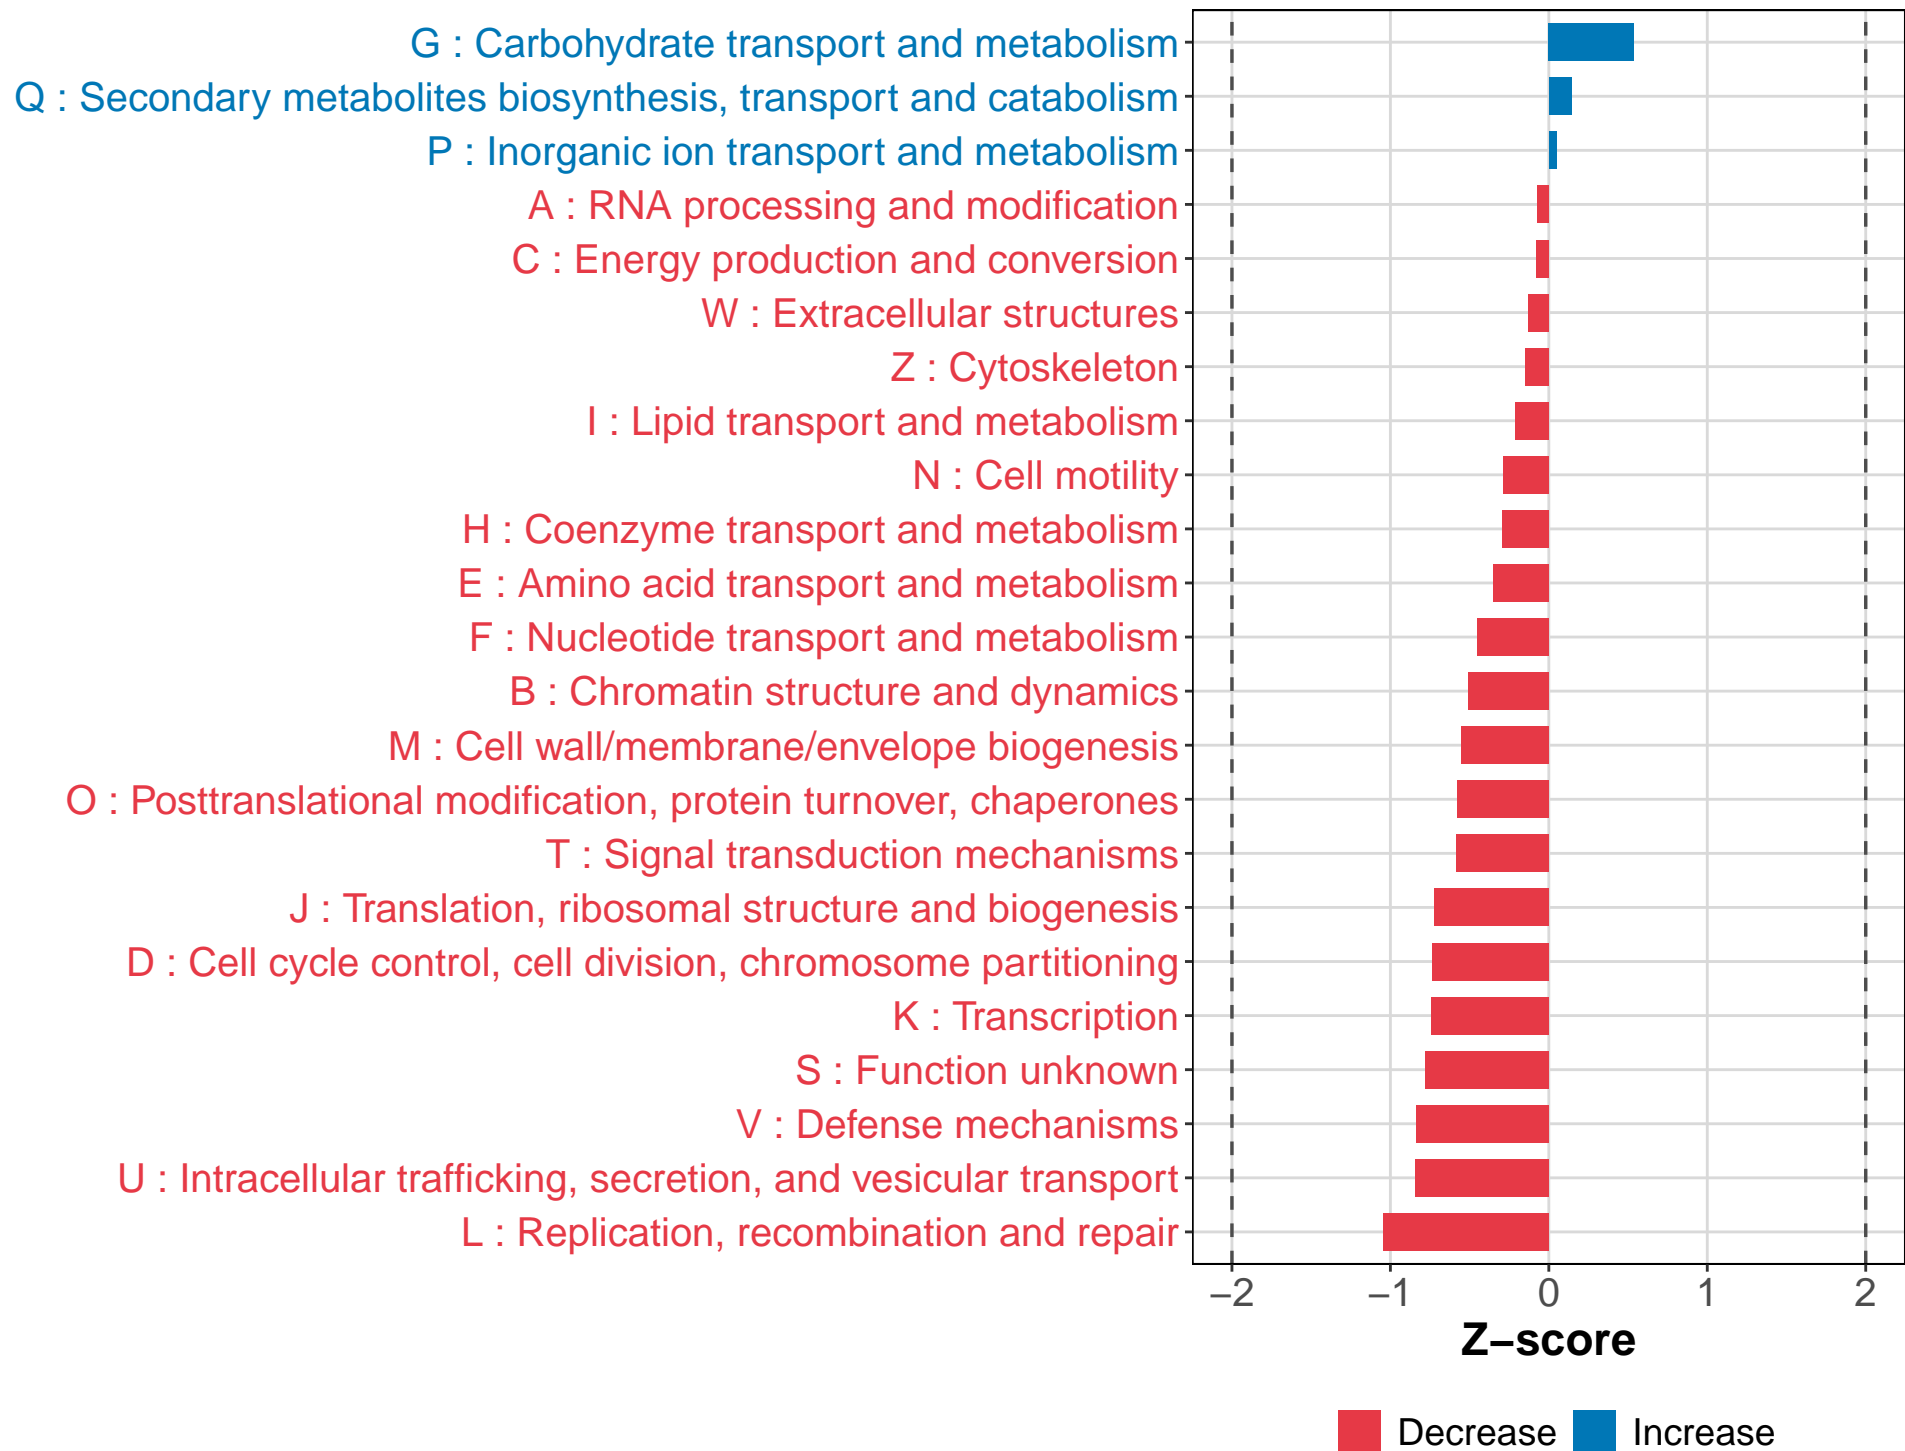 G : Carbohydrate transport and metabolism
Q : Secondary metabolites biosynthesis, transport and catabolism
P : Inorganic ion transport and metabolism
A : RNA processing and modification
C : Energy production and conversion
W : Extracellular structures
Z : Cytoskeleton
I : Lipid transport and metabolism
N : Cell motility
H : Coenzyme transport and metabolism
E : Amino acid transport and metabolism
F : Nucleotide transport and metabolism
B : Chromatin structure and dynamics
M : Cell wall/membrane/envelope biogenesis
O : Posttranslational modification, protein turnover, chaperones
T : Signal transduction mechanisms
J : Translation, ribosomal structure and biogenesis
D : Cell cycle control, cell division, chromosome partitioning
K : Transcription
S : Function unknown
V : Defense mechanisms
U : Intracellular trafficking, secretion, and vesicular transport
L : Replication, recombination and repair
−2 −1 0 1 2
Z−score
Decrease Increase